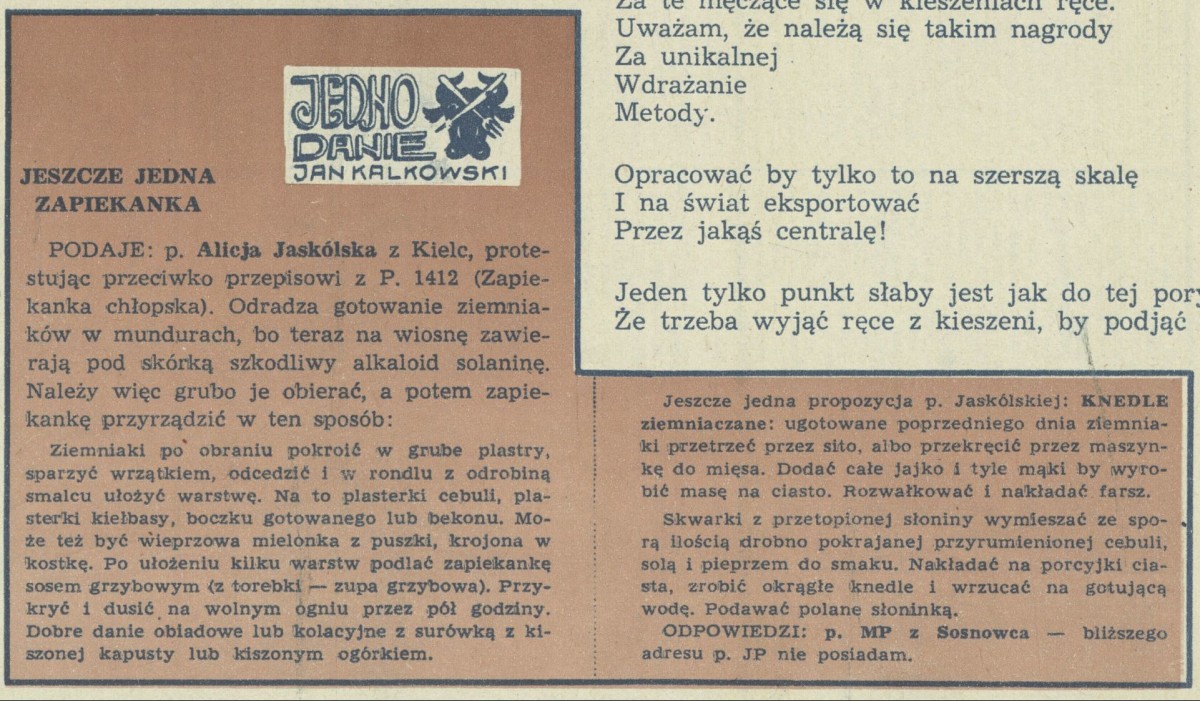 JEDNO
DANIE
JAN KALKOWSKI
JESZCZE JEDNA
ZAPIEKANKA
PODAJE: p. Alicja Jaskólska z Kielc, prote-
stując przeciwko przepisowi z P. 1412 (Zapie-
kanka chłopska). Odradza gotowanie ziemnia-
ków w mundurach, bo teraz na wiosnę zawie-
rają pod skórką szkodliwy alkaloid solaninę.
Należy więc grubo je obierać, a potem zapie-
kankę przyrządzić w ten sposób:
Ziemniaki po obraniu pokroić w grube plastry,
sparzyć wrzątkiem, odcedzić i w rondlu z odrobiną
smalcu ułożyć warstwę. Na to plasterki cebuli, pla-
sterki kiełbasy, boczku gotowanego lub bekonu. Mo-
że też być wieprzowa mielonka z puszki, krojona w
kostkę. Po ułożeniu kilku warstw podlać zapiekankę
sosem grzybowym (z torebki — zupa grzybowa). Przy-
kryć i dusić na wolnym ogniu przez pół godziny.
Dobre danie obiadowe lub kolacyjne z surówką z ki-
szonej kapusty lub kiszonym ogórkiem.
Za te męczące się w kieszeniach ręce.
Uważam, że należą się takim nagrody
Za unikalnej
Wdrażanie
Metody.
Opracować by tylko to na szerszą skalę
I na świat eksportować
Przez jakąś centralę!
Jeden tylko punkt słaby jest jak do tej pory
Że trzeba wyjąć ręce z kieszeni, by podjąć
Jeszcze jedna propozycja p. Jaskólskiej: KNEDLE
ziemniaczane: ugotowane poprzedniego dnia ziemnia-
ki przetrzeć przez sito, albo przekręcić przez maszyn-
kę do mięsa. Dodać całe jajko i tyle mąki by wyro-
bić masę na ciasto. Rozwałkować i nakładać farsz.
Skwarki z przetopionej słoniny wymieszać ze spo-
rą ilością drobno pokrajanej przyrumienionej cebuli,
solą i pieprzem do smaku. Nakładać na porcyjki cia-
sta, zrobić okrągłe knedle i wrzucać na gotującą
wodę. Podawać polane słoninką.
ODPOWIEDZI: p. MP z Sosnowca — bliższego
adresu p. JP nie posiadam.